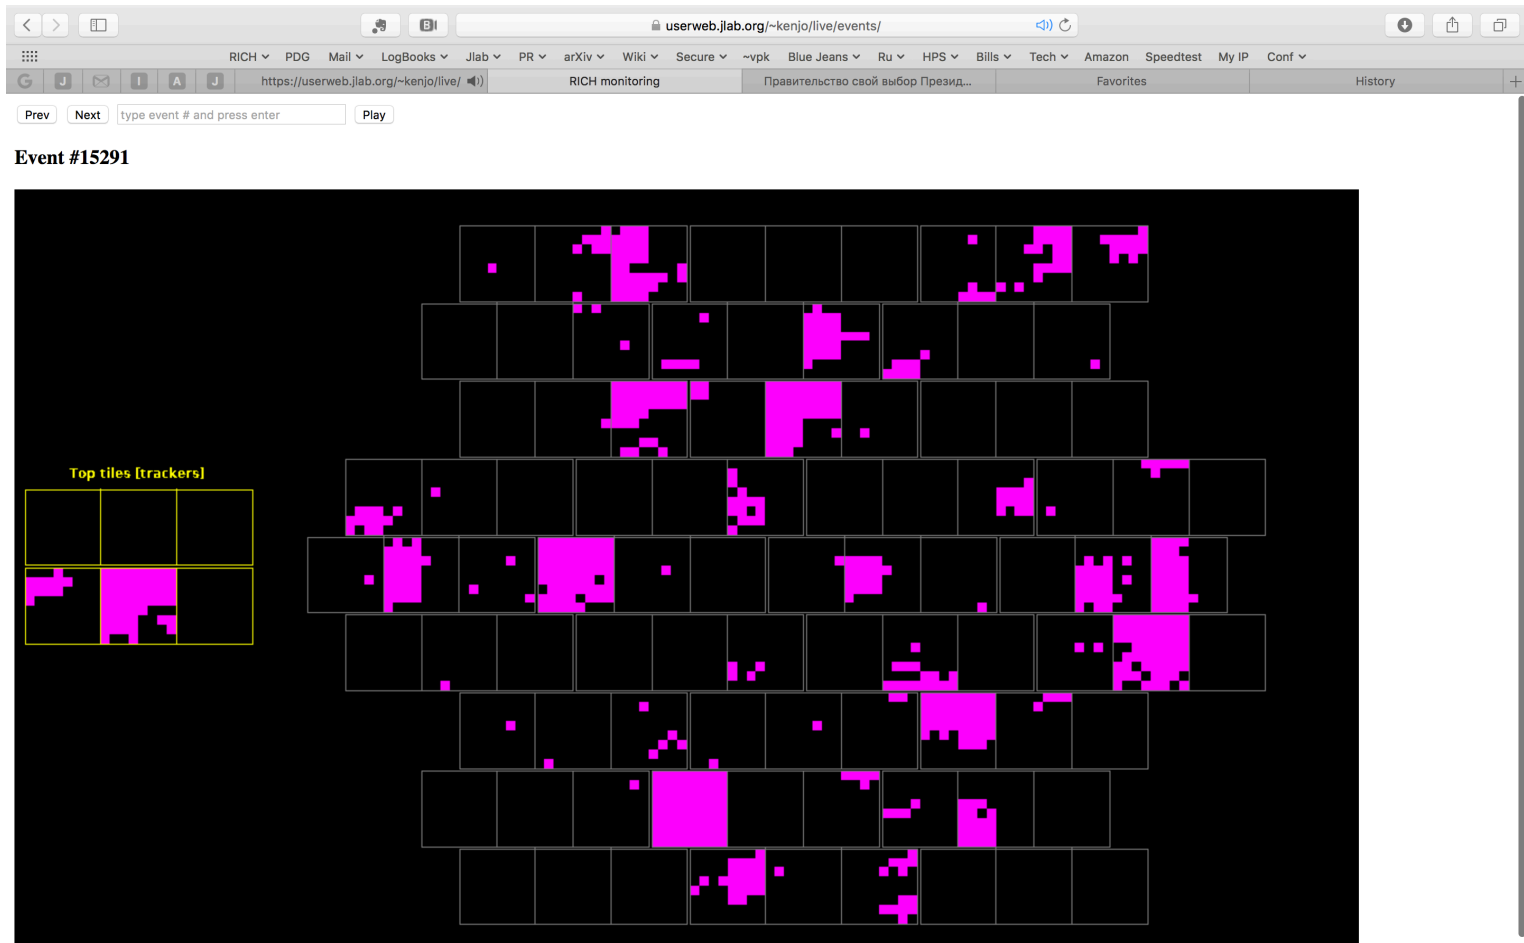 userweb.jlab.org/~kenjo/live/events/
RICH PDG Mail LogBooks Jlab PR arXiv Wiki Secure ~vpk Blue Jeans Ru HPS Bills Tech Amazon Speedtest My IP Conf
G J I A J https://userweb.jlab.org/~kenjo/live/ RICH monitoring Правительство свой выбор Презид... Favorites History
Prev Next type event # and press enter Play
Event #15291
Top tiles [trackers]